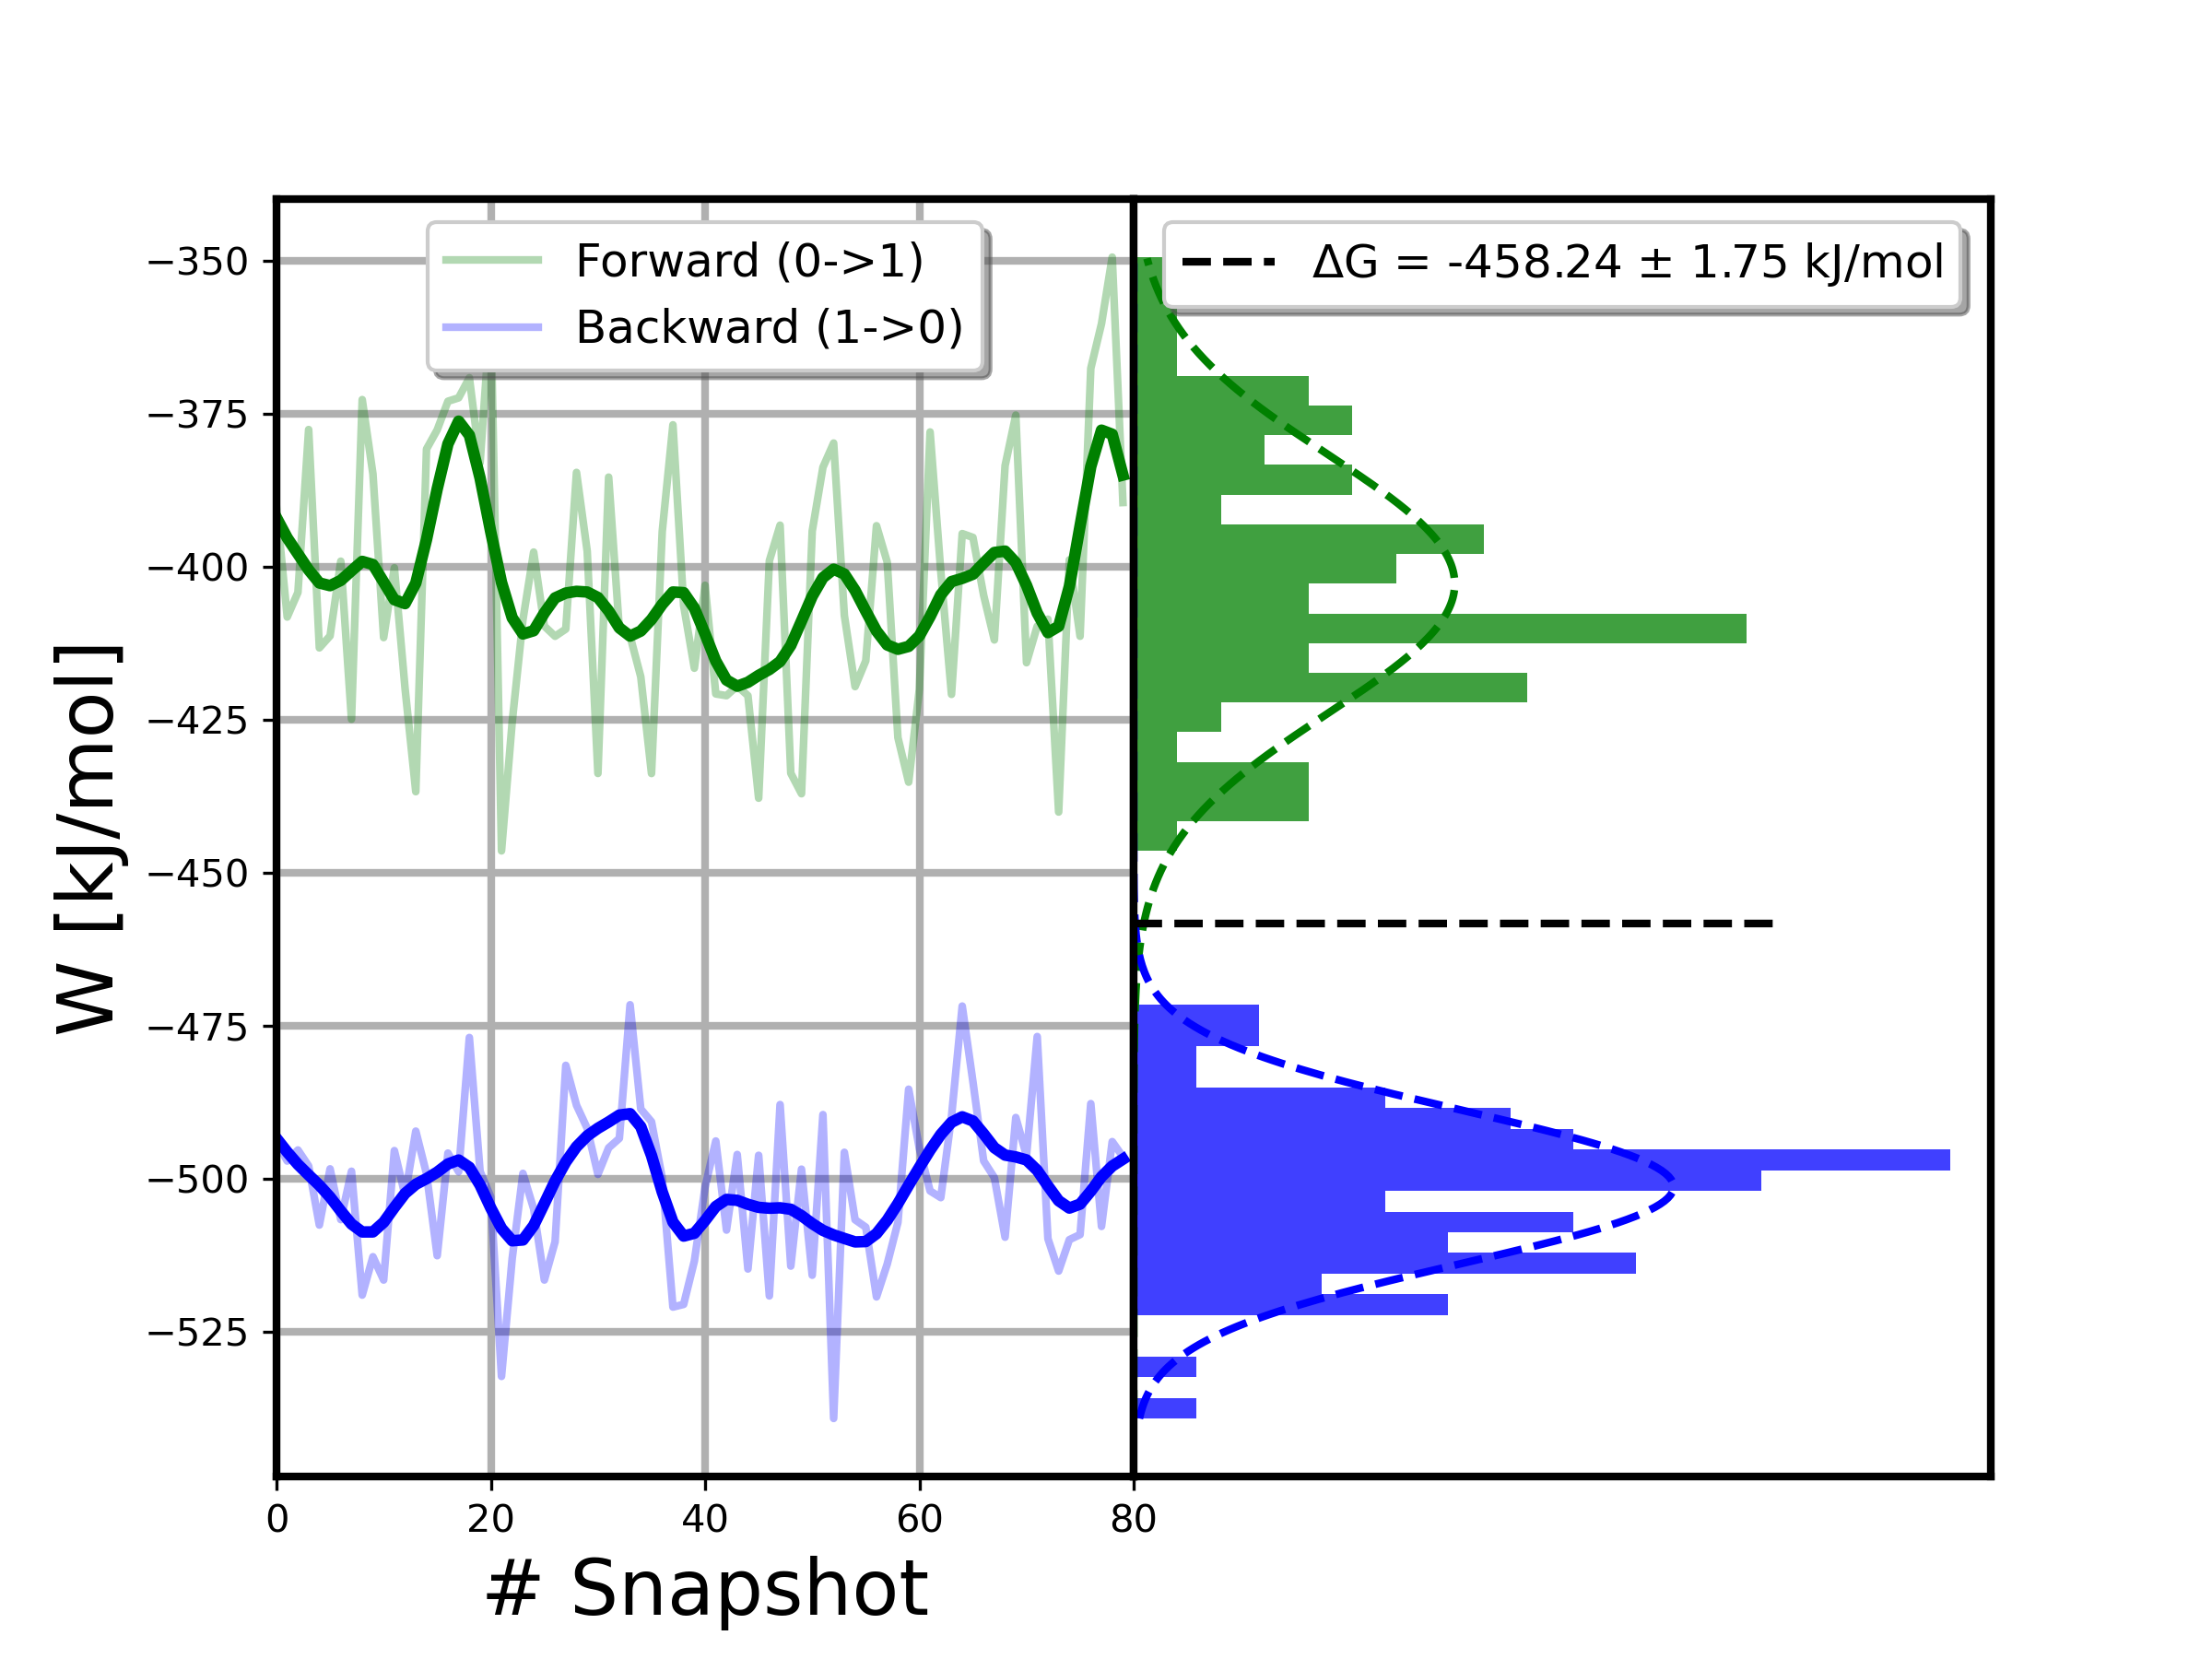 Forward (0->1)
Backward (1->0)
ΔG = -458.24 ± 1.75 kJ/mol
W [kJ/mol]
−350
−375
−400
−425
−450
−475
−500
−525
0 20 40 60 80
# Snapshot